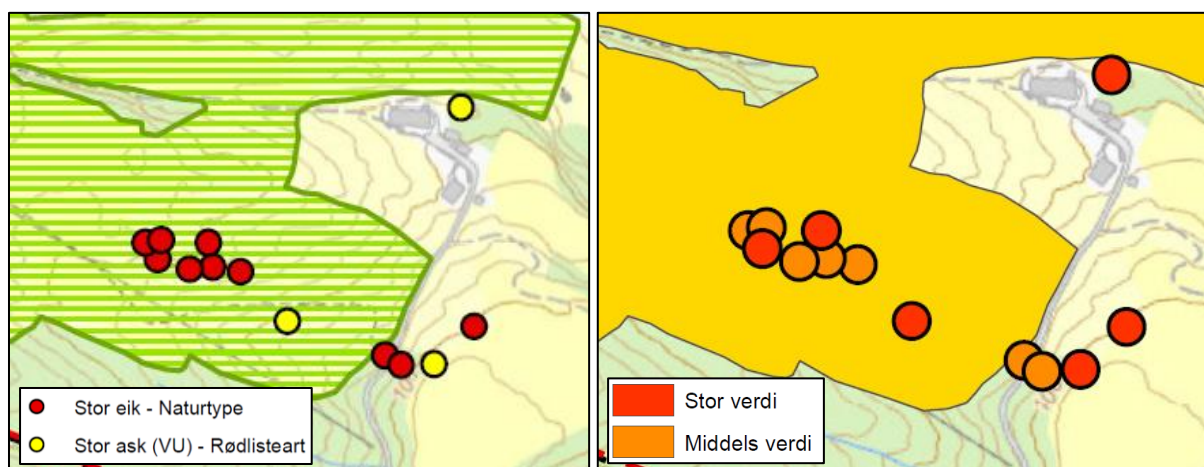 Stor eik - Naturtype
Stor ask (VU) - Rødlisteart
Stor verdi
Middels verdi